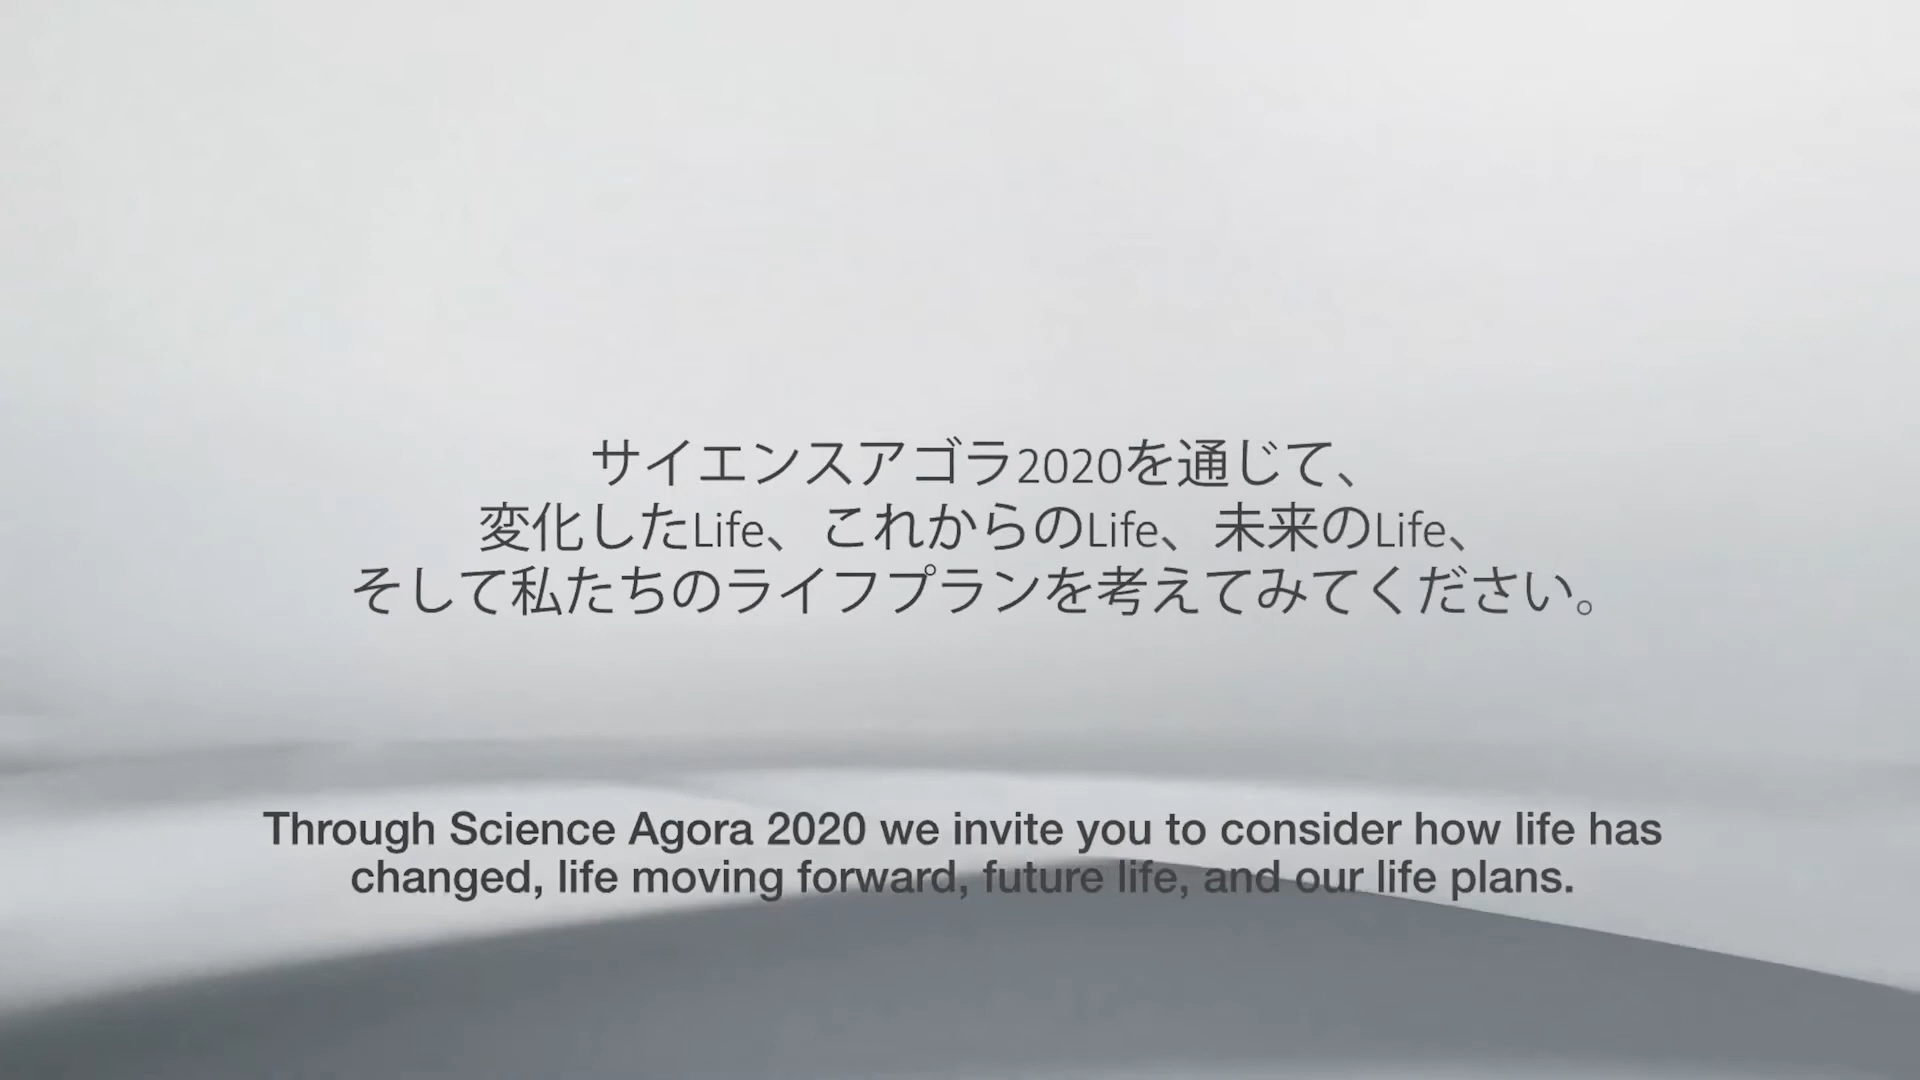 サイエンスアゴラ2020を通じて、
変化したLife、これからのLife、未来のLife、
そして私たちのライフプランを考えてみてください。
Through Science Agora 2020 we invite you to consider how life has
changed, life moving forward, future life, and our life plans.